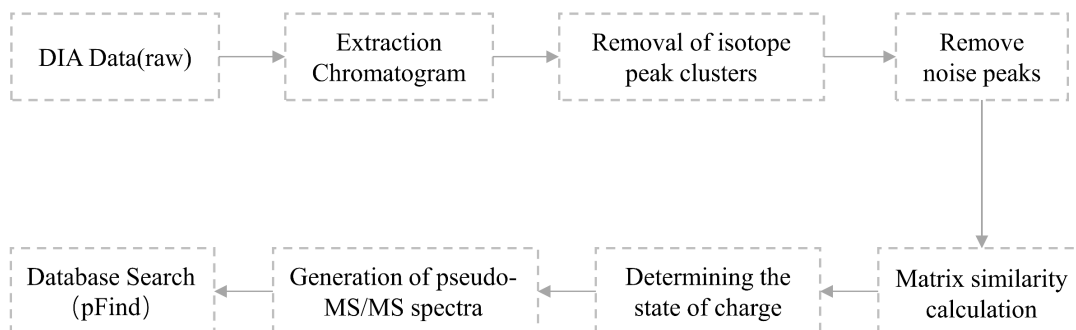 DIA Data(raw)
Extraction
Chromatogram
Removal of isotope
peak clusters
Remove
noise peaks
Matrix similarity
calculation
Determining the
state of charge
Generation of pseudo-
MS/MS spectra
Database Search
（pFind）